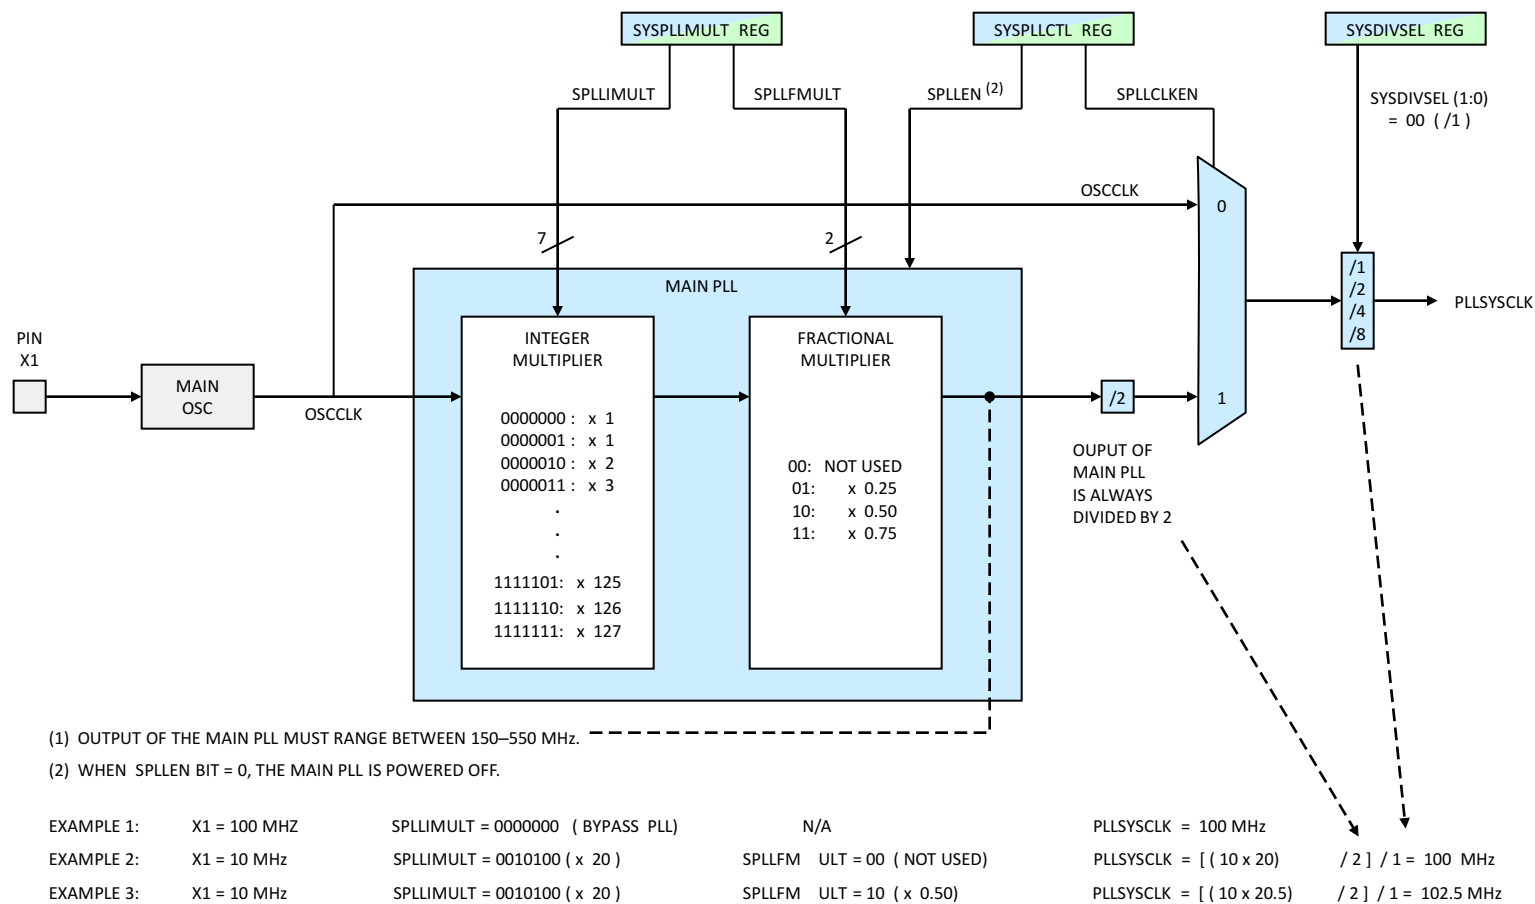 SYSPLLMULT REG
SYSPLLCTL REG
SYSDIVSEL REG
SPLLIMULT
SPLLFMULT
SPLLEN (2)
SPLLCLKEN
SYSDIVSEL (1:0)
= 00 ( /1 )
OSCCLK
0
7
2
MAIN PLL
/1
/2
/4
/8
PLLSYSCLK
PIN
X1
MAIN
OSC
OSCCLK
INTEGER
MULTIPLIER
0000000 : x 1
0000001 : x 1
0000010 : x 2
0000011 : x 3
.
.
.
1111101: x 125
1111110: x 126
1111111: x 127
FRACTIONAL
MULTIPLIER
00: NOT USED
01: x 0.25
10: x 0.50
11: x 0.75
/2
1
OUPUT OF
MAIN PLL
IS ALWAYS
DIVIDED BY 2
(1) OUTPUT OF THE MAIN PLL MUST RANGE BETWEEN 150–550 MHz.
(2) WHEN SPLLEN BIT = 0, THE MAIN PLL IS POWERED OFF.
EXAMPLE 1: X1 = 100 MHZ SPLLIMULT = 0000000 ( BYPASS PLL) N/A PLLSYSCLK = 100 MHz
EXAMPLE 2: X1 = 10 MHz SPLLIMULT = 0010100 ( x 20 ) SPLLFM ULT = 00 ( NOT USED) PLLSYSCLK = [ ( 10 x 20) / 2 ] / 1 = 100 MHz
EXAMPLE 3: X1 = 10 MHz SPLLIMULT = 0010100 ( x 20 ) SPLLFM ULT = 10 ( x 0.50) PLLSYSCLK = [ ( 10 x 20.5) / 2 ] / 1 = 102.5 MHz